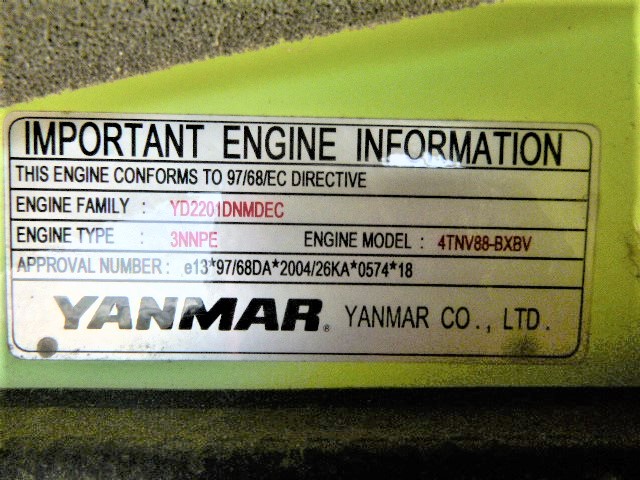 IMPORTANT ENGINE INFORMATION
THIS ENGINE CONFORMS TO 97/68/EC DIRECTIVE
ENGINE FAMILY : YD2201DNMDEC
ENGINE TYPE : 3NNPE ENGINE MODEL : 4TNV88-BXBV
APPROVAL NUMBER : e13*97/68DA*2004/26KA*0574*18
YANMAR® YANMAR CO., LTD.